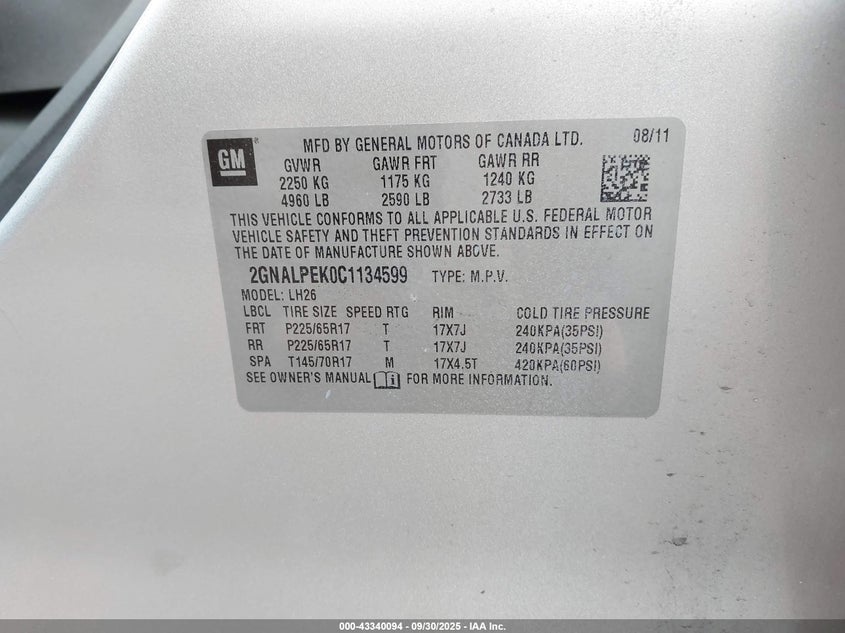 GM
MFD BY GENERAL MOTORS OF CANADA LTD. 08/11
GVWR GAWR FRT GAWR RR
2250 KG 1175 KG 1240 KG
4960 LB 2590 LB 2733 LB
THIS VEHICLE CONFORMS TO ALL APPLICABLE U.S. FEDERAL MOTOR
VEHICLE SAFETY AND THEFT PREVENTION STANDARDS IN EFFECT ON
THE DATE OF MANUFACTURE SHOWN ABOVE.
2GNALPEK0C1134599 TYPE: M.P.V.
MODEL: LH26
LBCL TIRE SIZE SPEED RTG RIM COLD TIRE PRESSURE
FRT P225/65R17 T 17X7J 240KPA(35PSI)
RR P225/65R17 T 17X7J 240KPA(35PSI)
SPA T145/70R17 M 17X4.5T 420KPA(60PSI)
SEE OWNER'S MANUAL i FOR MORE INFORMATION.
000-43340094 - 09/30/2025 - IAA Inc.